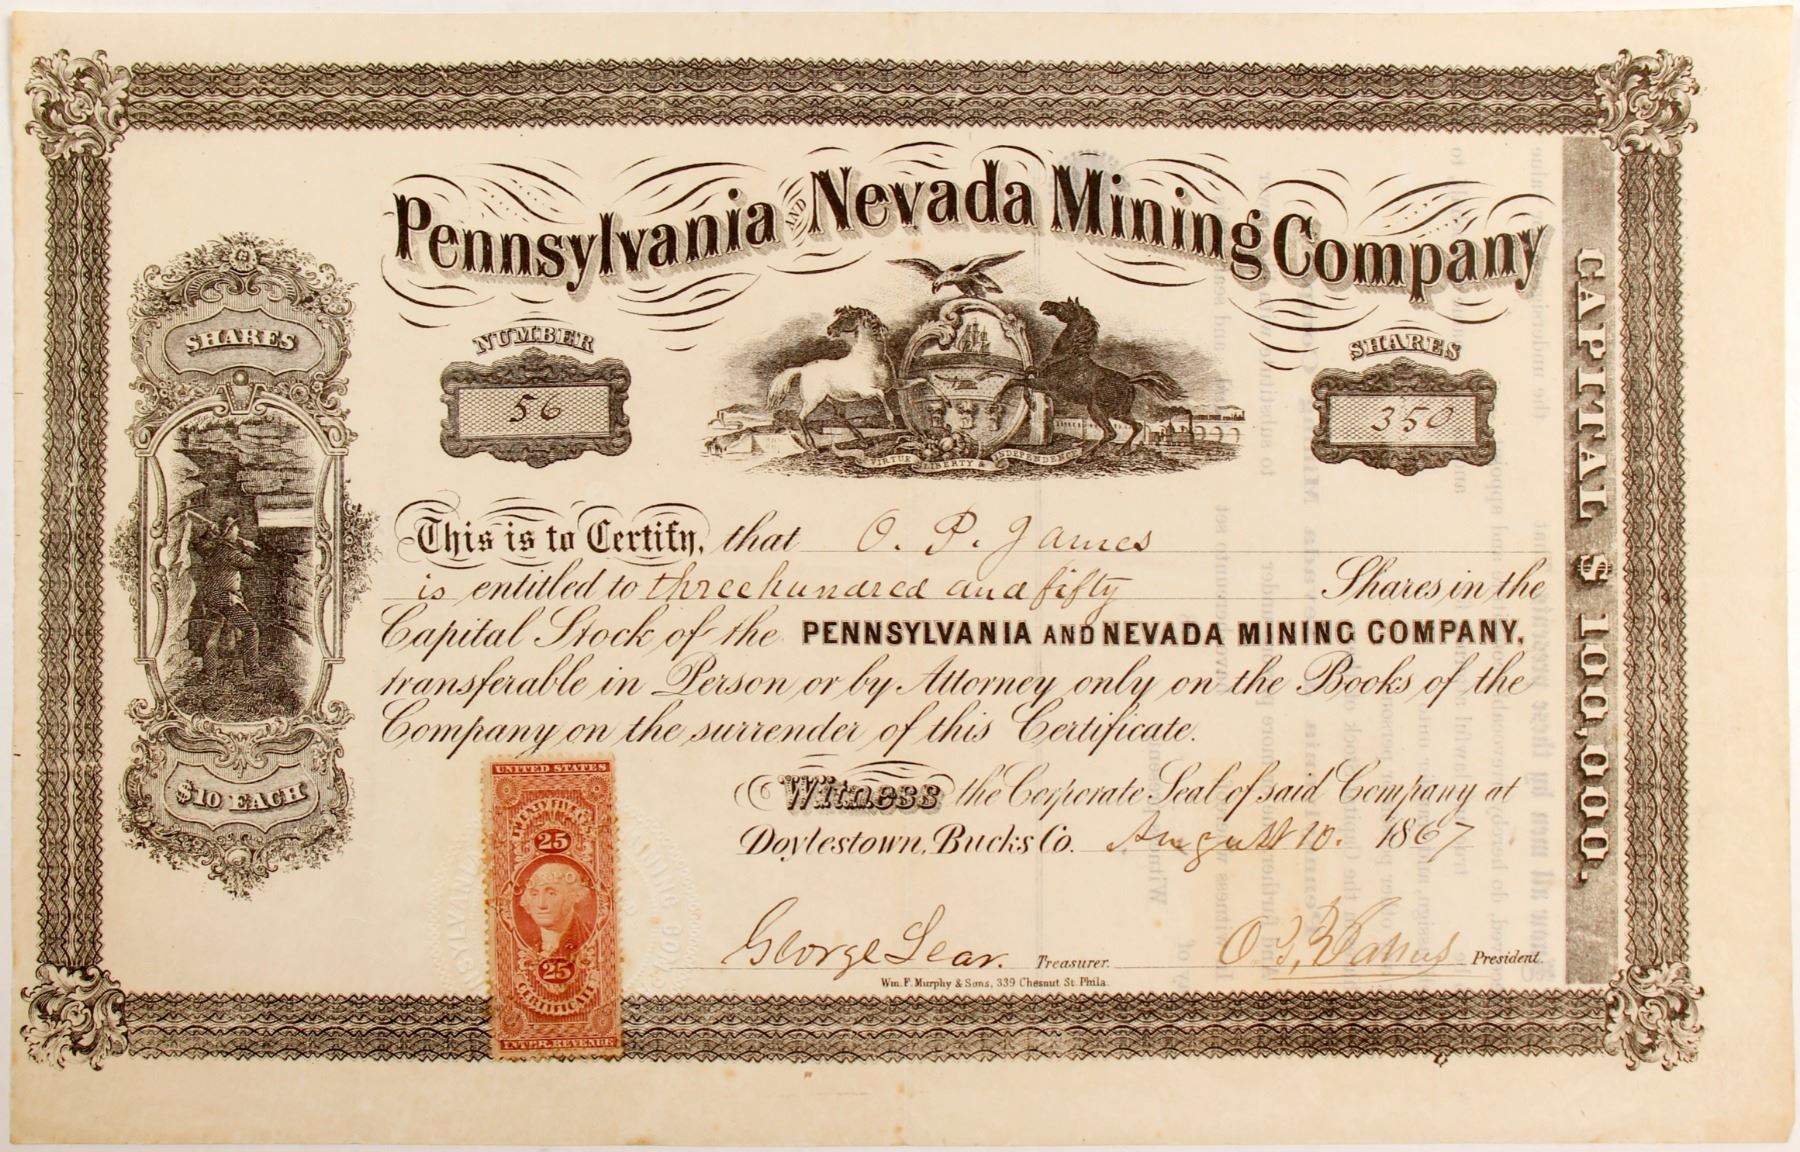 Pennsylvania AND Nevada Mining Company
NUMBER
56
SHARES
350
SHARES
$10 EACH
VIRTUE LIBERTY & INDEPENDENCE
CAPITAL $100,000.
This is to Certify, that O. P. James
is entitled to three hundred and fifty Shares in the
Capital Stock of the PENNSYLVANIA AND NEVADA MINING COMPANY,
transferable in Person or by Attorney only on the Books of the
Company on the surrender of this Certificate.
Witness the Corporate Seal of said Company at
Doylestown, Bucks Co. August 10. 1867
George Lear. Treasurer.
President.
Wm. F. Murphy & Sons, 339 Chesnut St. Phila.
UNITED STATES
TWENTY FIVE CENTS
25
25
CERTIFICATE
INTER. REVENUE